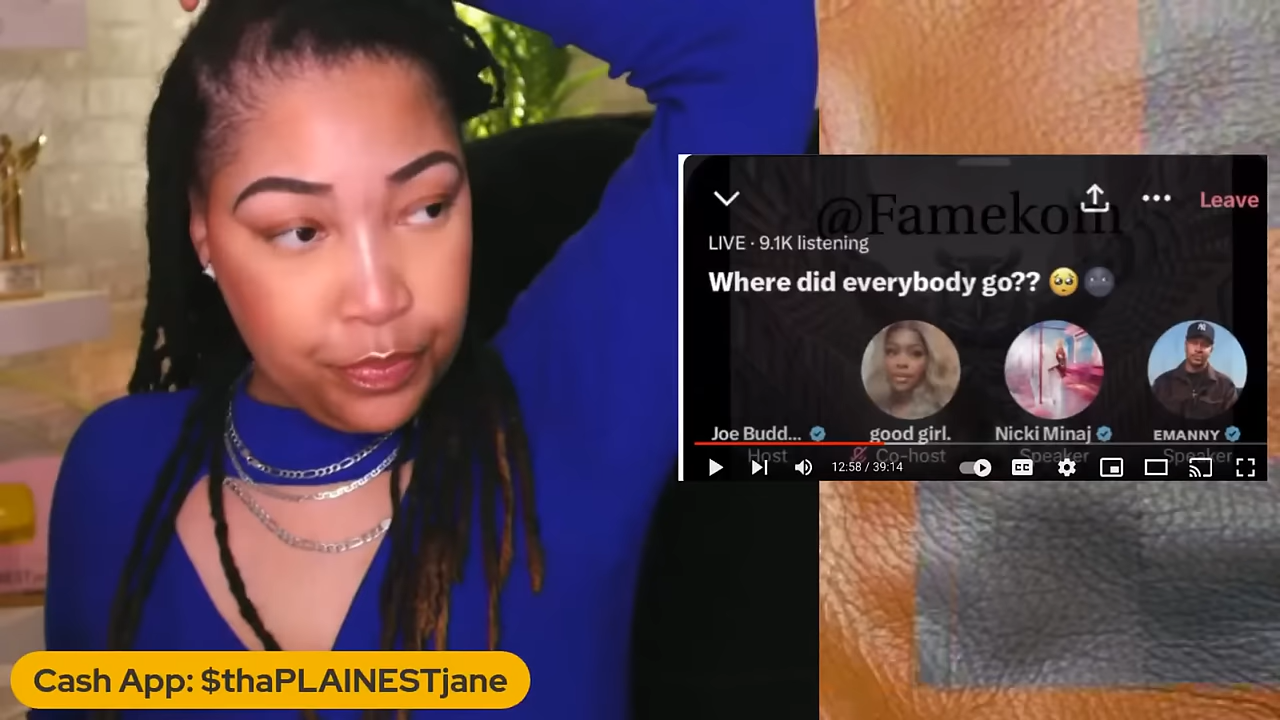 @Famekom
Leave
LIVE · 9.1K listening
Where did everybody go?? 🥺🌚
Joe Budd... good girl. Nicki Minaj EMANNY
Host Co-host Speaker Speaker
12:58 / 39:14
CC
Cash App: $thaPLAINESTjane